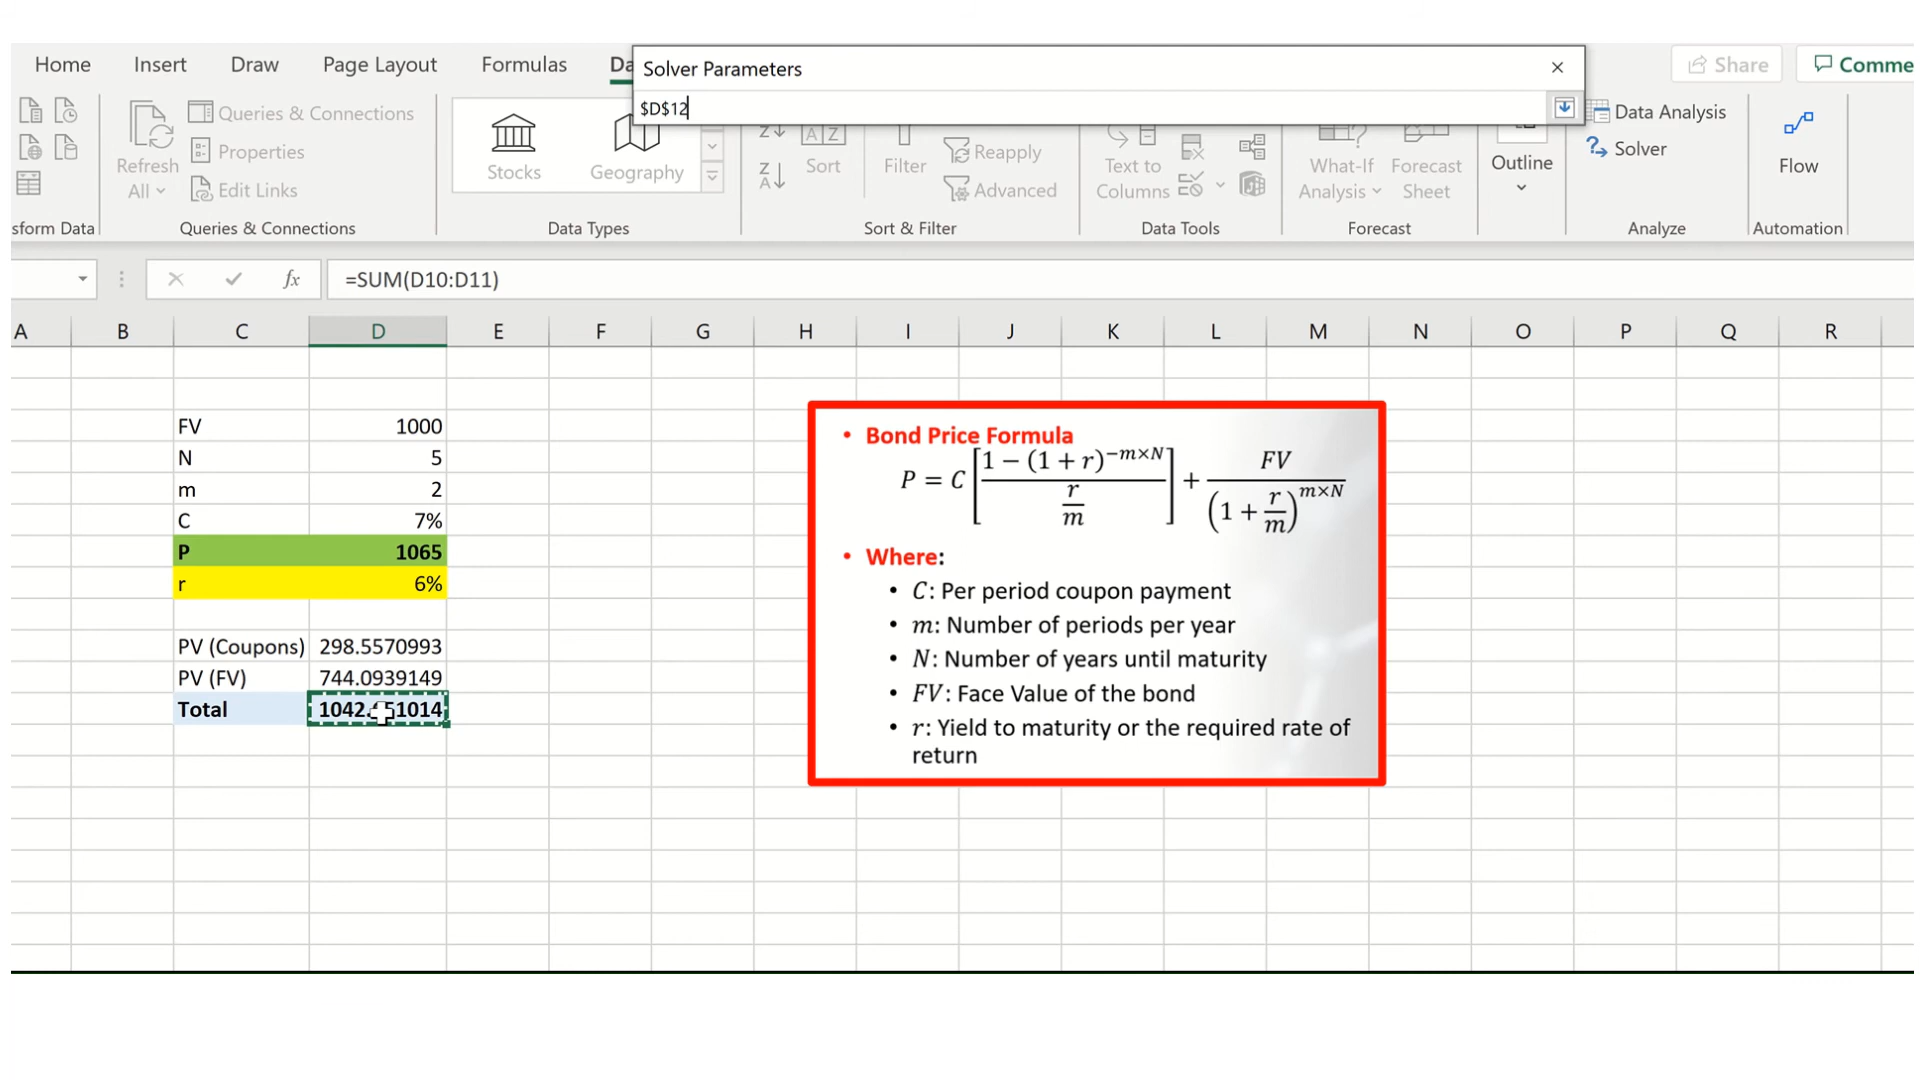 Home Insert Draw Page Layout Formulas Da
Solver Parameters
$D$12
Share Comme
Refresh
All
Queries & Connections
Properties
Edit Links
Stocks
Geography
Sort
Filter
Reapply
Advanced
Text to
Columns
What-If
Analysis
Forecast
Sheet
Outline
Data Analysis
Solver
Flow
sform Data Queries & Connections Data Types Sort & Filter Data Tools Forecast Analyze Automation
fx =SUM(D10:D11)
A B C D E F G H I J K L M N O P Q R
FV 1000
N 5
m 2
C 7%
P 1065
r 6%
PV (Coupons) 298.5570993
PV (FV) 744.0939149
Total 1042. 51014
• Bond Price Formula
P = C [ (1 − (1 + r)^(−m×N)) / (r/m) ] + FV / (1 + r/m)^(m×N)
• Where:
• C: Per period coupon payment
• m: Number of periods per year
• N: Number of years until maturity
• FV: Face Value of the bond
• r: Yield to maturity or the required rate of
return